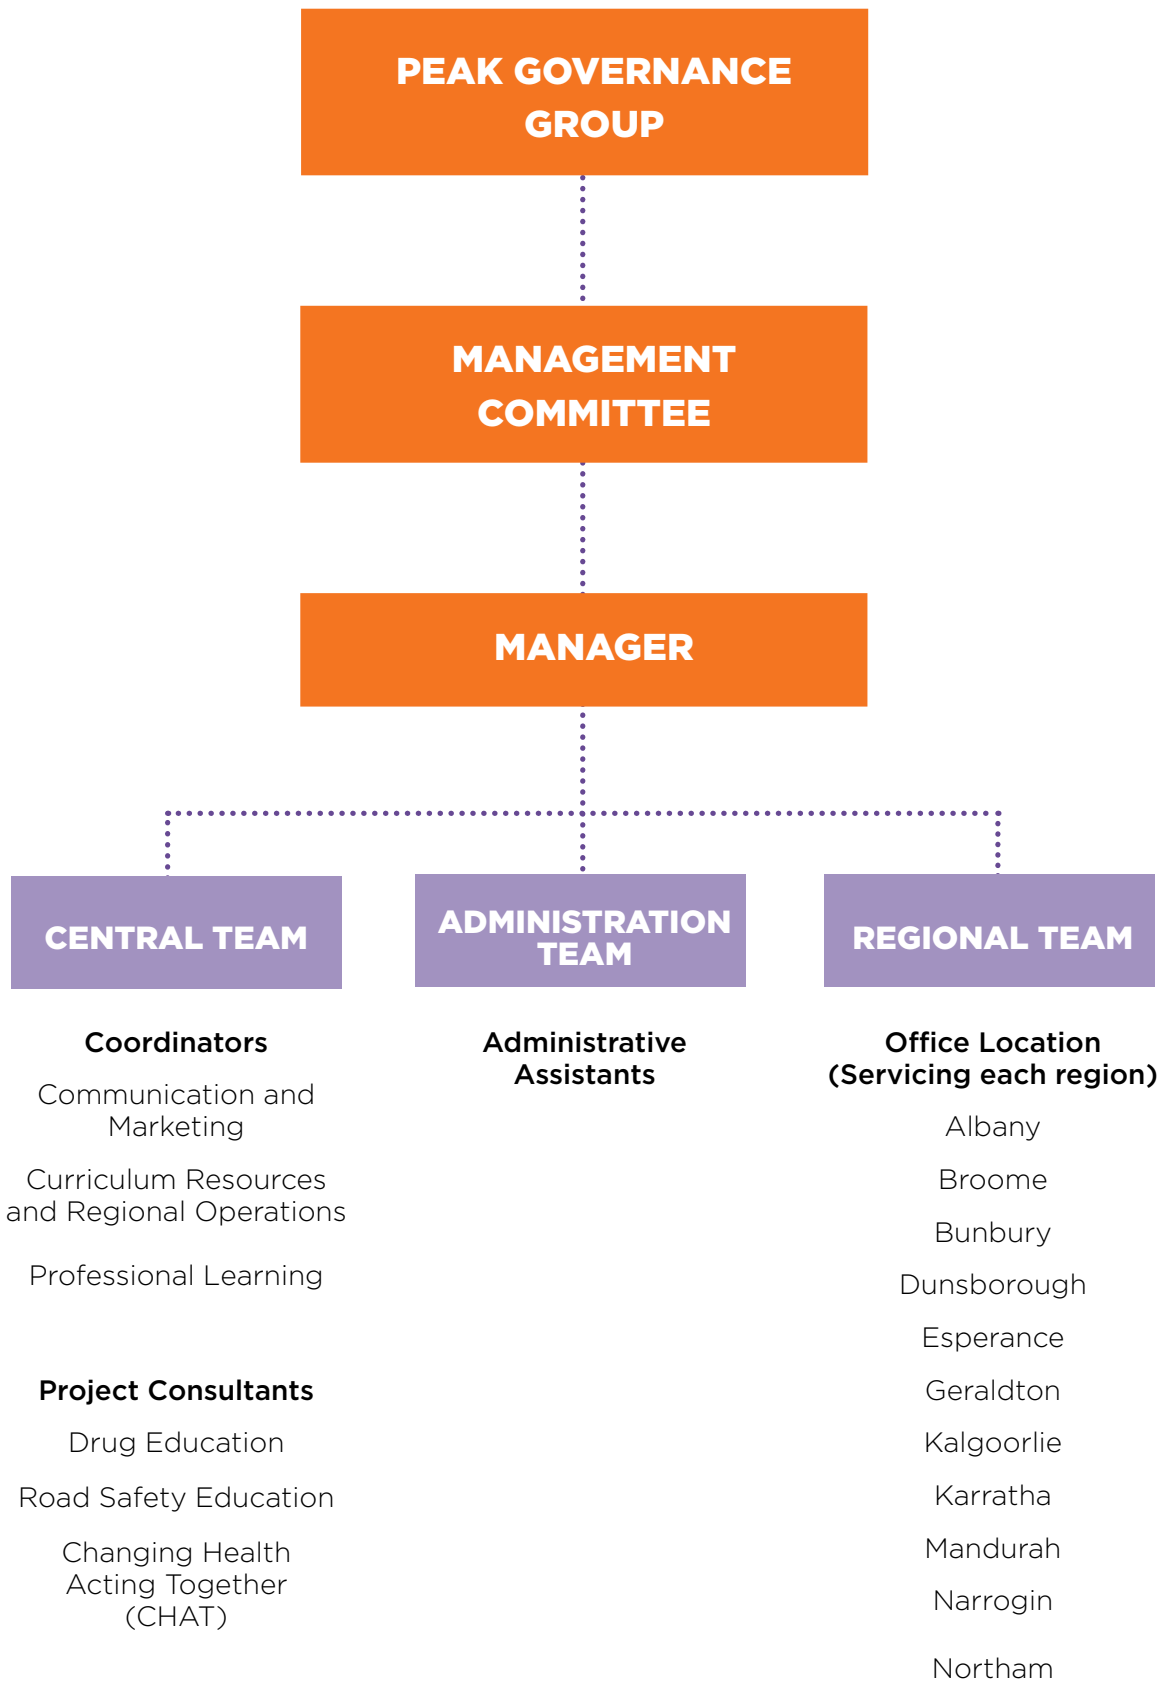 PEAK GOVERNANCE
GROUP
MANAGEMENT
COMMITTEE
MANAGER
CENTRAL TEAM
Coordinators
Communication and
Marketing
Curriculum Resources
and Regional Operations
Professional Learning
Project Consultants
Drug Education
Road Safety Education
Changing Health
Acting Together
(CHAT)
ADMINISTRATION
TEAM
Administrative
Assistants
REGIONAL TEAM
Office Location
(Servicing each region)
Albany
Broome
Bunbury
Dunsborough
Esperance
Geraldton
Kalgoorlie
Karratha
Mandurah
Narrogin
Northam